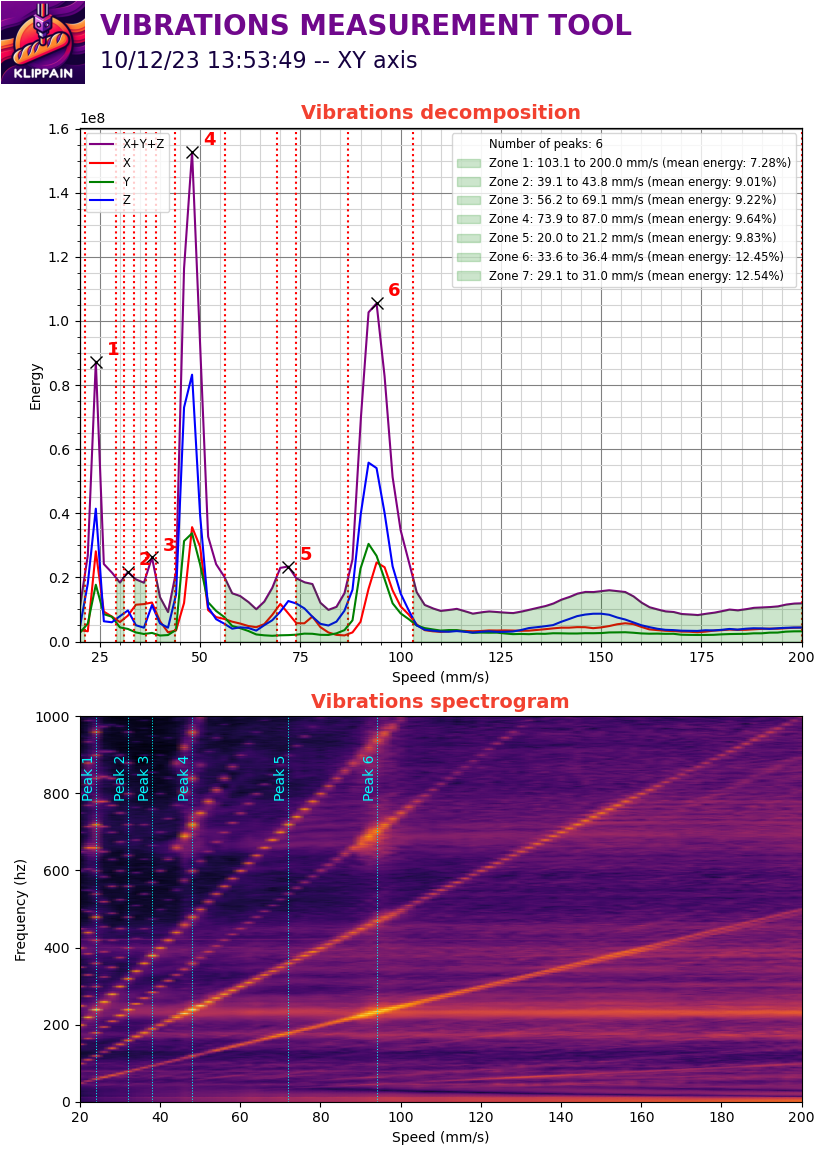 KLIPPAIN
VIBRATIONS MEASUREMENT TOOL
10/12/23 13:53:49 -- XY axis
Vibrations decomposition
1e8
1.6
1.4
1.2
1.0
0.8
0.6
0.4
0.2
0.0
Energy
X+Y+Z
X
Y
Z
1
2
3
4
5
6
Number of peaks: 6
Zone 1: 103.1 to 200.0 mm/s (mean energy: 7.28%)
Zone 2: 39.1 to 43.8 mm/s (mean energy: 9.01%)
Zone 3: 56.2 to 69.1 mm/s (mean energy: 9.22%)
Zone 4: 73.9 to 87.0 mm/s (mean energy: 9.64%)
Zone 5: 20.0 to 21.2 mm/s (mean energy: 9.83%)
Zone 6: 33.6 to 36.4 mm/s (mean energy: 12.45%)
Zone 7: 29.1 to 31.0 mm/s (mean energy: 12.54%)
25 50 75 100 125 150 175 200
Speed (mm/s)
Vibrations spectrogram
1000
800
600
400
200
0
Frequency (hz)
Peak 1
Peak 2
Peak 3
Peak 4
Peak 5
Peak 6
20 40 60 80 100 120 140 160 180 200
Speed (mm/s)